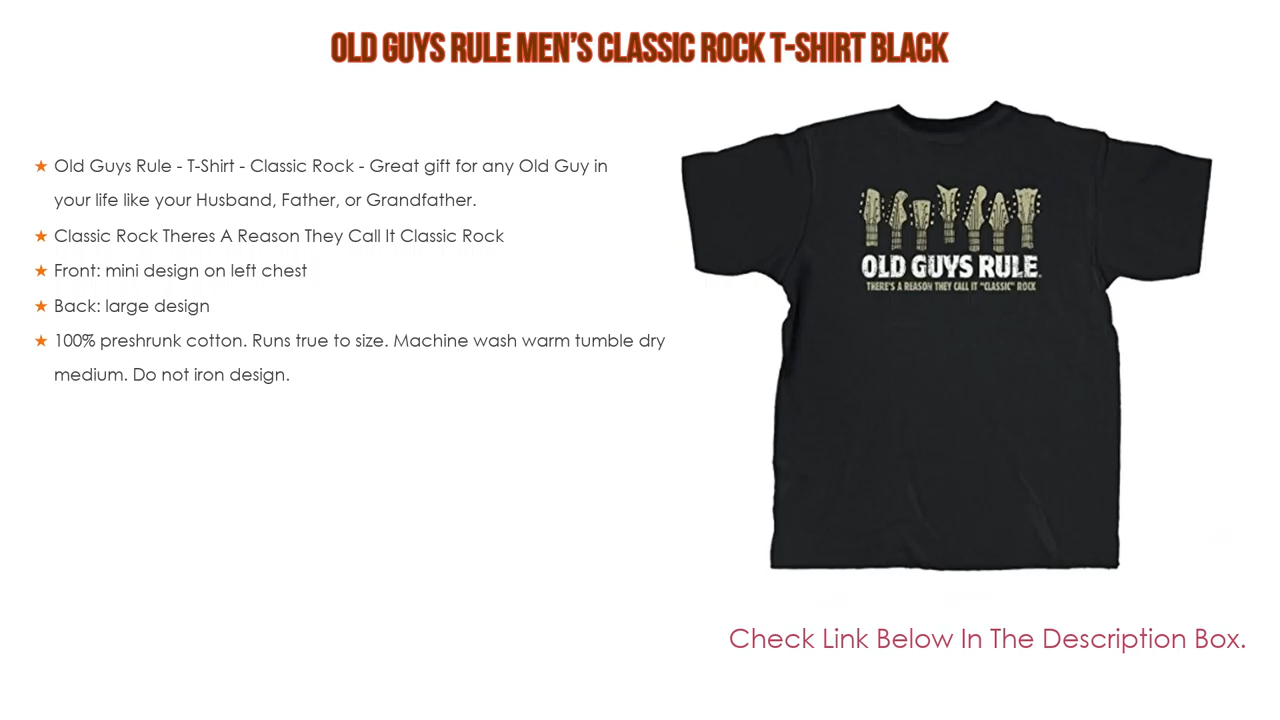 OLD GUYS RULE MEN’S CLASSIC ROCK T-SHIRT BLACK
★ Old Guys Rule - T-Shirt - Classic Rock - Great gift for any Old Guy in
your life like your Husband, Father, or Grandfather.
★ Classic Rock Theres A Reason They Call It Classic Rock
★ Front: mini design on left chest
★ Back: large design
★ 100% preshrunk cotton. Runs true to size. Machine wash warm tumble dry
medium. Do not iron design.
OLD GUYS RULE.
THERE'S A REASON THEY CALL IT "CLASSIC" ROCK
Check Link Below In The Description Box.